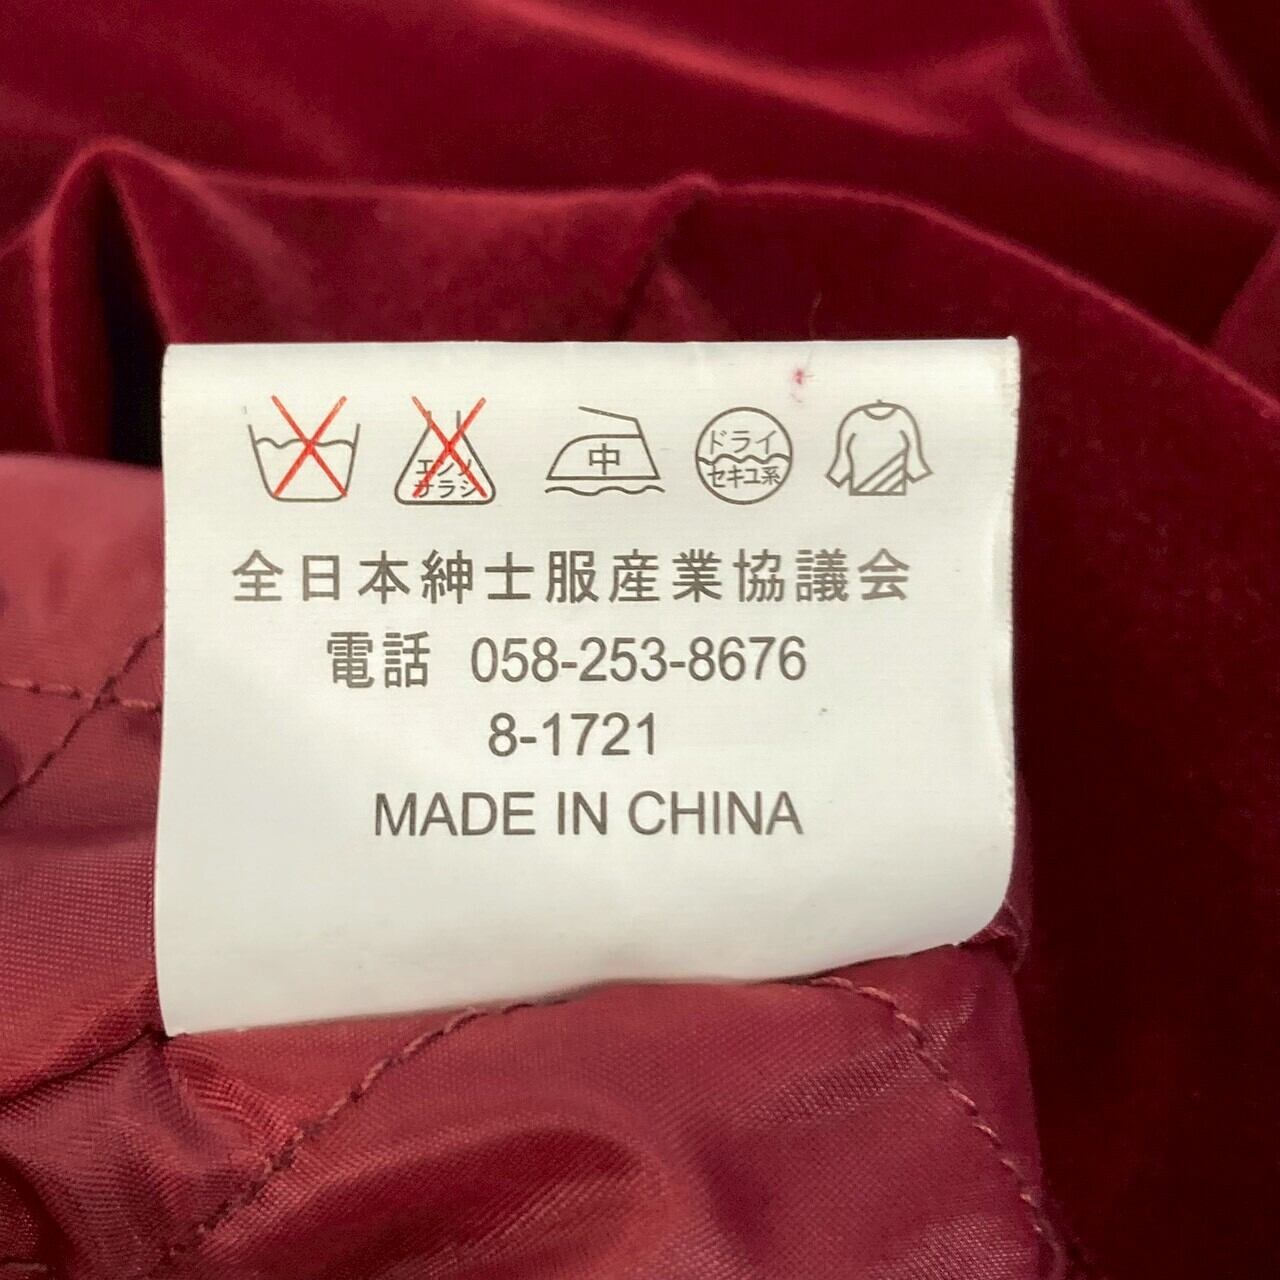 エンソ
サラシ
中
ドライ
セキユ系
全日本紳士服産業協議会
電話 058-253-8676
8-1721
MADE IN CHINA